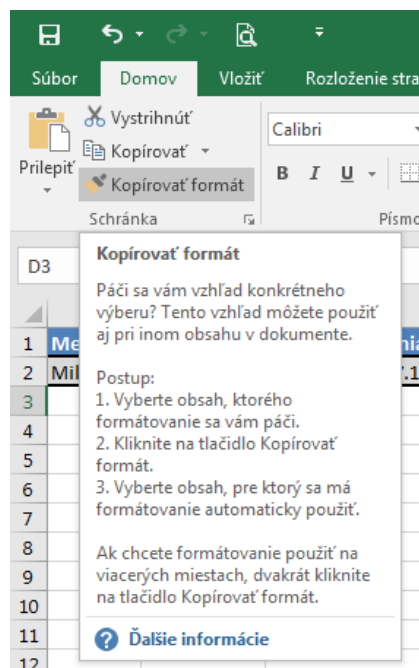 Súbor Domov Vložiť Rozloženie stra
Vystrihnúť
Kopírovať
Prilepiť
Kopírovať formát
Calibri
B I U
Schránka
Písmo
D3
Kopírovať formát
Páči sa vám vzhľad konkrétneho
výberu? Tento vzhľad môžete použiť
aj pri inom obsahu v dokumente.
Postup:
1. Vyberte obsah, ktorého
formátovanie sa vám páči.
2. Kliknite na tlačidlo Kopírovať
formát.
3. Vyberte obsah, pre ktorý sa má
formátovanie automaticky použiť.
Ak chcete formátovanie použiť na
viacerých miestach, dvakrát kliknite
na tlačidlo Kopírovať formát.
Ďalšie informácie
1 Me
2 Mil
3
4
5
6
7
8
9
10
11
12